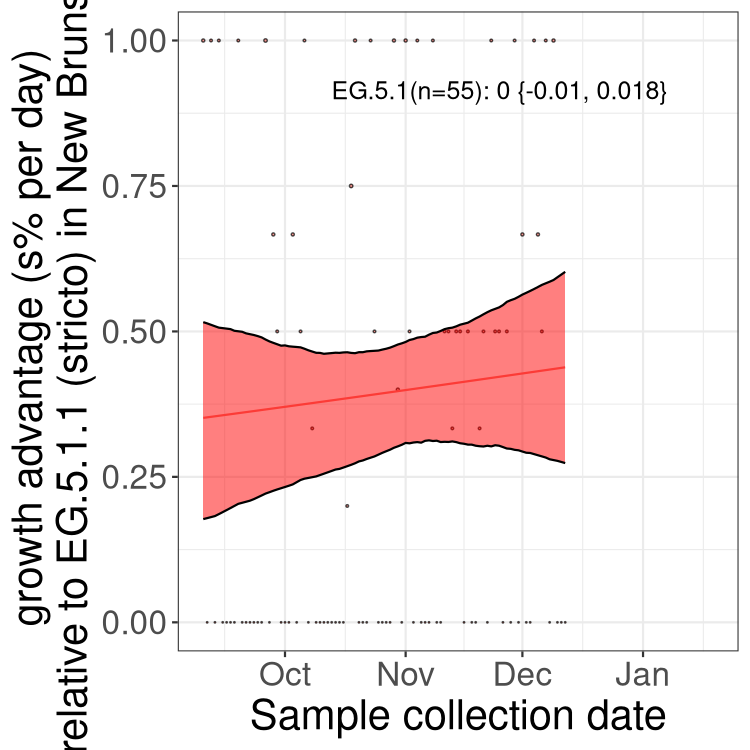 growth advantage (s% per day)
relative to EG.5.1.1 (stricto) in New Bruns
1.00
0.75
0.50
0.25
0.00
EG.5.1(n=55): 0 {-0.01, 0.018}
Oct Nov Dec Jan
Sample collection date